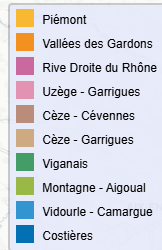 Piémont
Vallées des Gardons
Rive Droite du Rhône
Uzège - Garrigues
Cèze - Cévennes
Cèze - Garrigues
Viganais
Montagne - Aigoual
Vidourle - Camargue
Costières